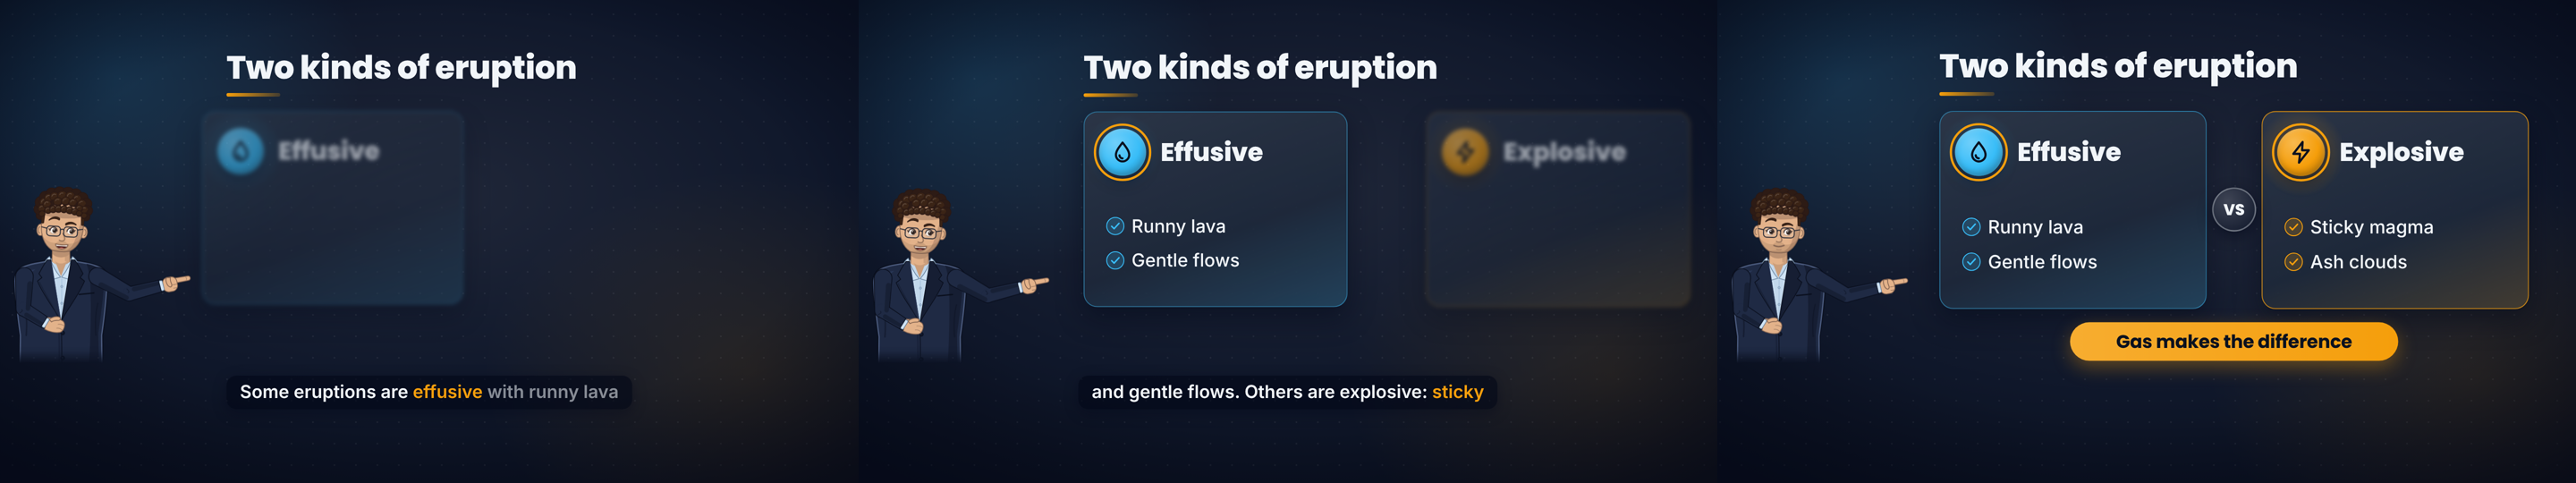 Two kinds of eruption
Effusive
Some eruptions are effusive with runny lava
Two kinds of eruption
Effusive
Runny lava
Gentle flows
Explosive
and gentle flows. Others are explosive: sticky
Two kinds of eruption
Effusive
Runny lava
Gentle flows
VS
Explosive
Sticky magma
Ash clouds
Gas makes the difference